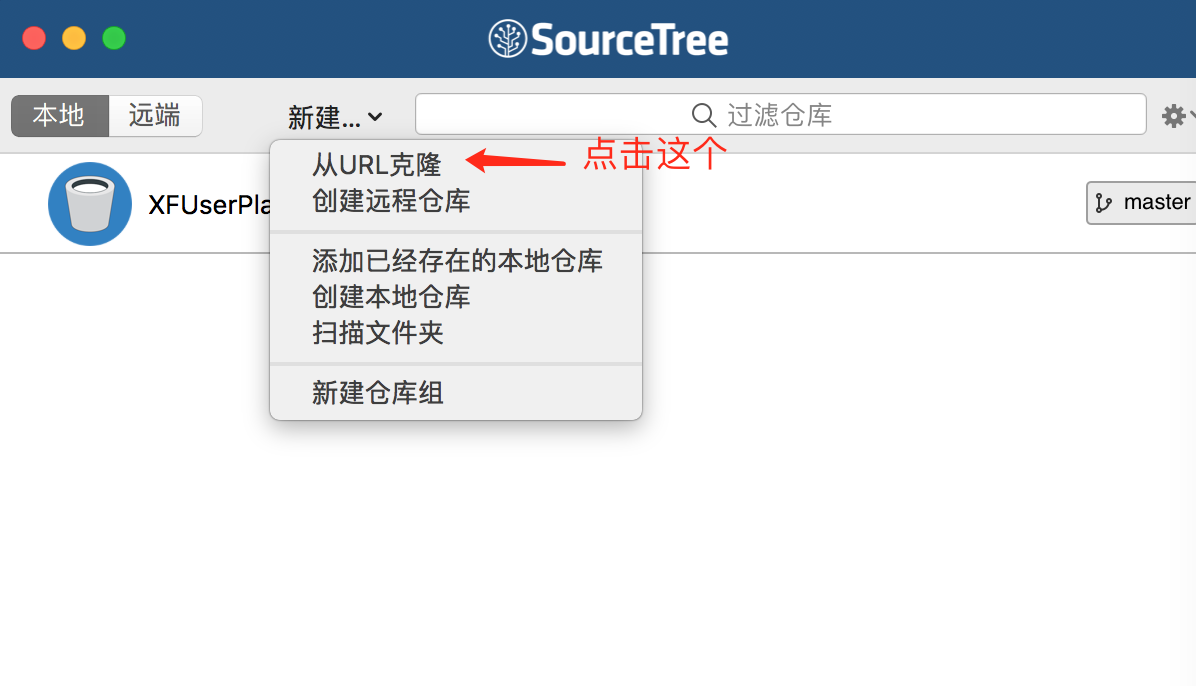 SourceTree
本地
远端
新建...
过滤仓库
从URL克隆
点击这个
创建远程仓库
XFUserPla
master
添加已经存在的本地仓库
创建本地仓库
扫描文件夹
新建仓库组